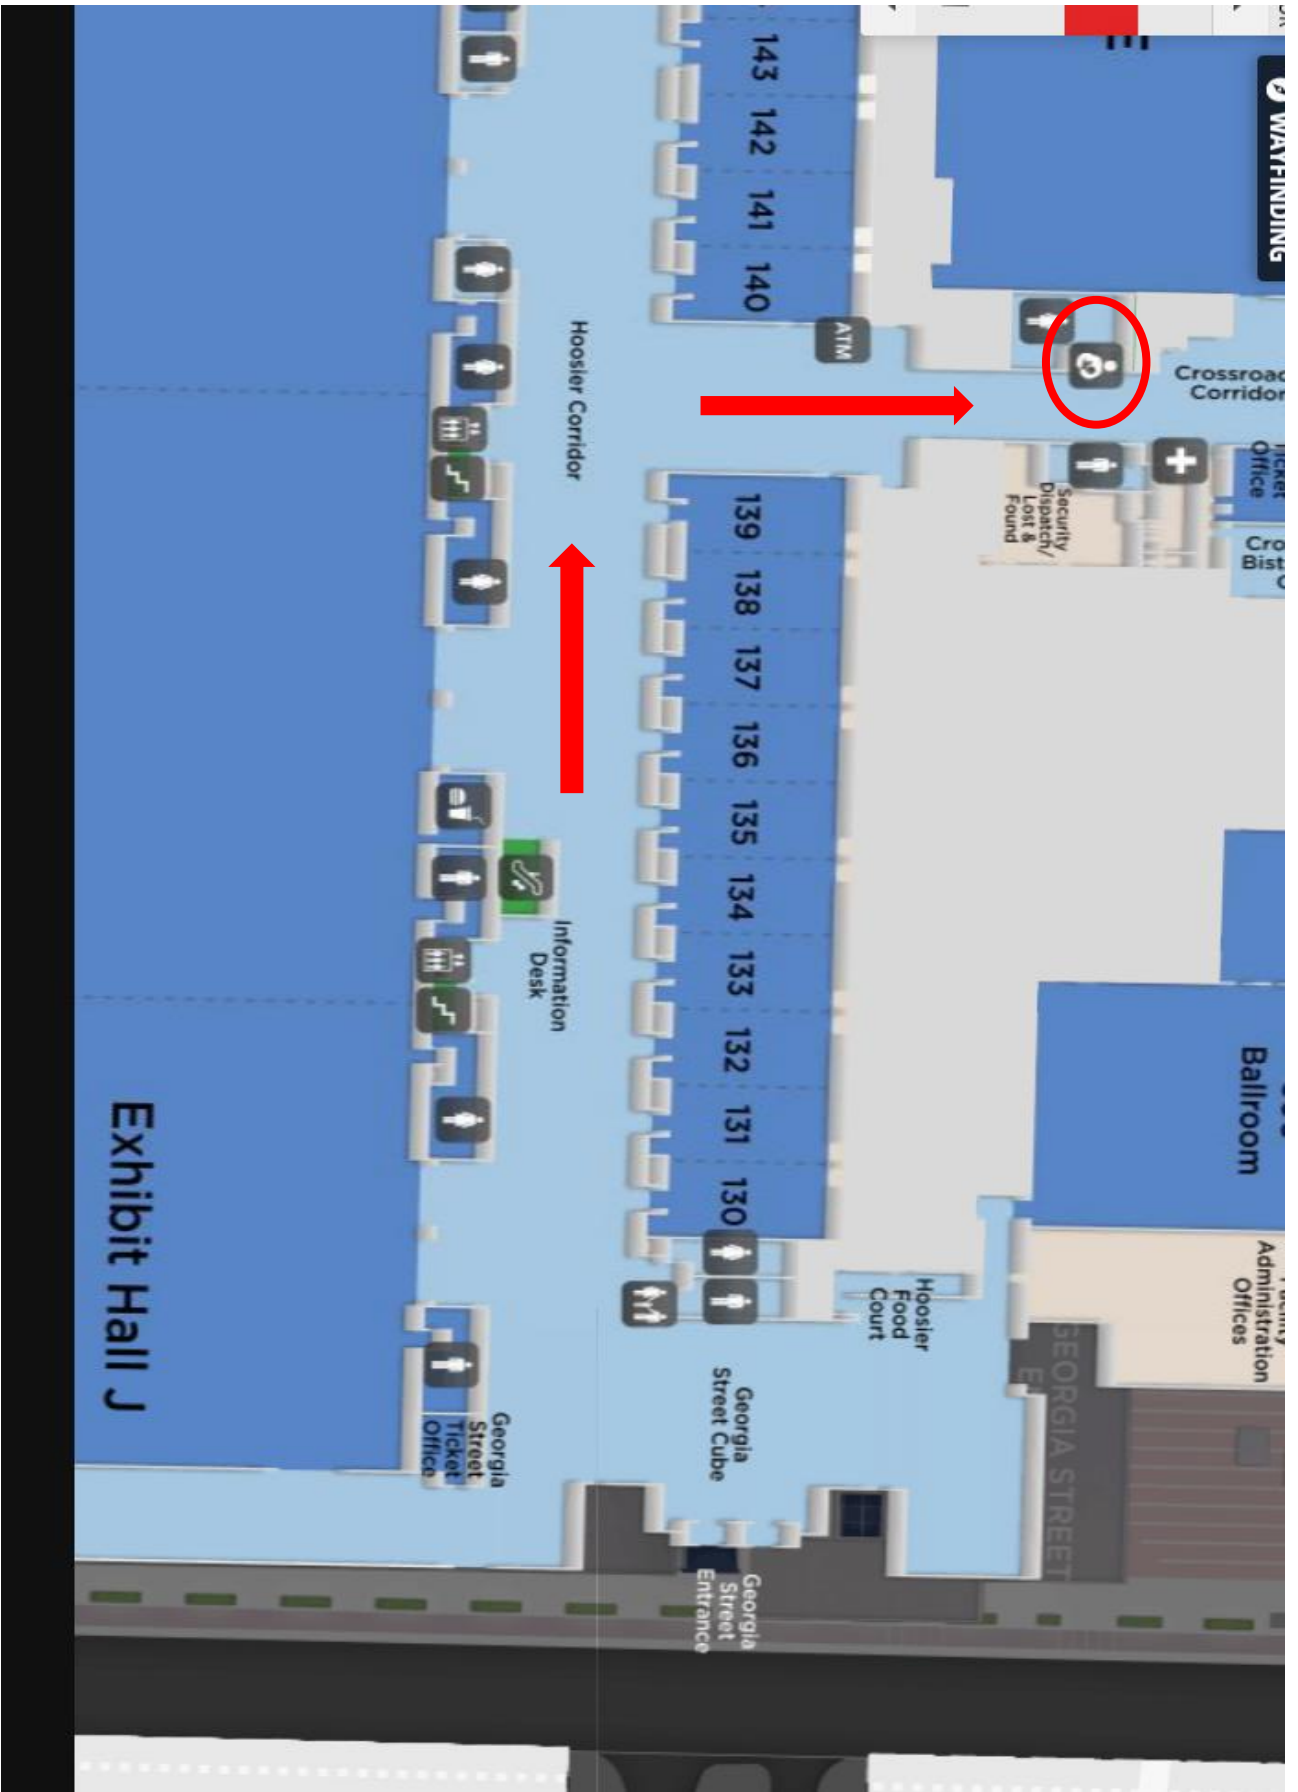 WAYFINDING
143
142
141
140
ATM
Hoosier Corridor
Corridor
139
138
137
136
135
134
133
132
131
130
Security
Dispatch/
Lost &
Found
Office
Information
Desk
Ballroom
Administration
Offices
Exhibit Hall J
Hoosier
Food
Court
GEORGIA STREET
Georgia
Street Cube
Georgia
Street
Ticket
Office
Georgia
Street
Entrance